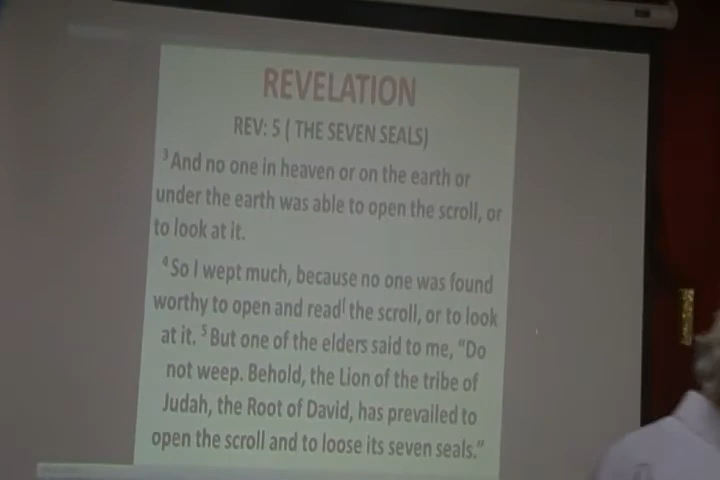 REVELATION
REV: 5 ( THE SEVEN SEALS)
3 And no one in heaven or on the earth or
under the earth was able to open the scroll, or
to look at it.
4 So I wept much, because no one was found
worthy to open and read[ the scroll, or to look
at it. 5 But one of the elders said to me, “Do
not weep. Behold, the Lion of the tribe of
Judah, the Root of David, has prevailed to
open the scroll and to loose its seven seals.”